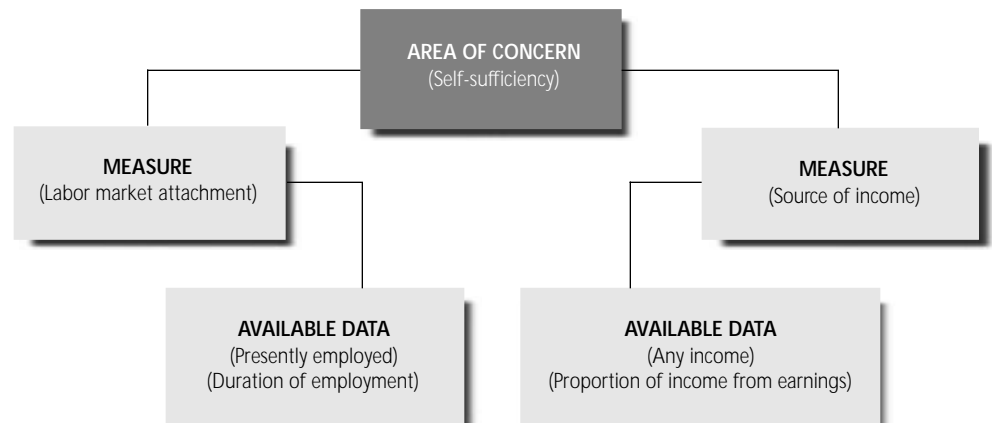 AREA OF CONCERN
(Self-sufficiency)
MEASURE
(Labor market attachment)
MEASURE
(Source of income)
AVAILABLE DATA
(Presently employed)
(Duration of employment)
AVAILABLE DATA
(Any income)
(Proportion of income from earnings)